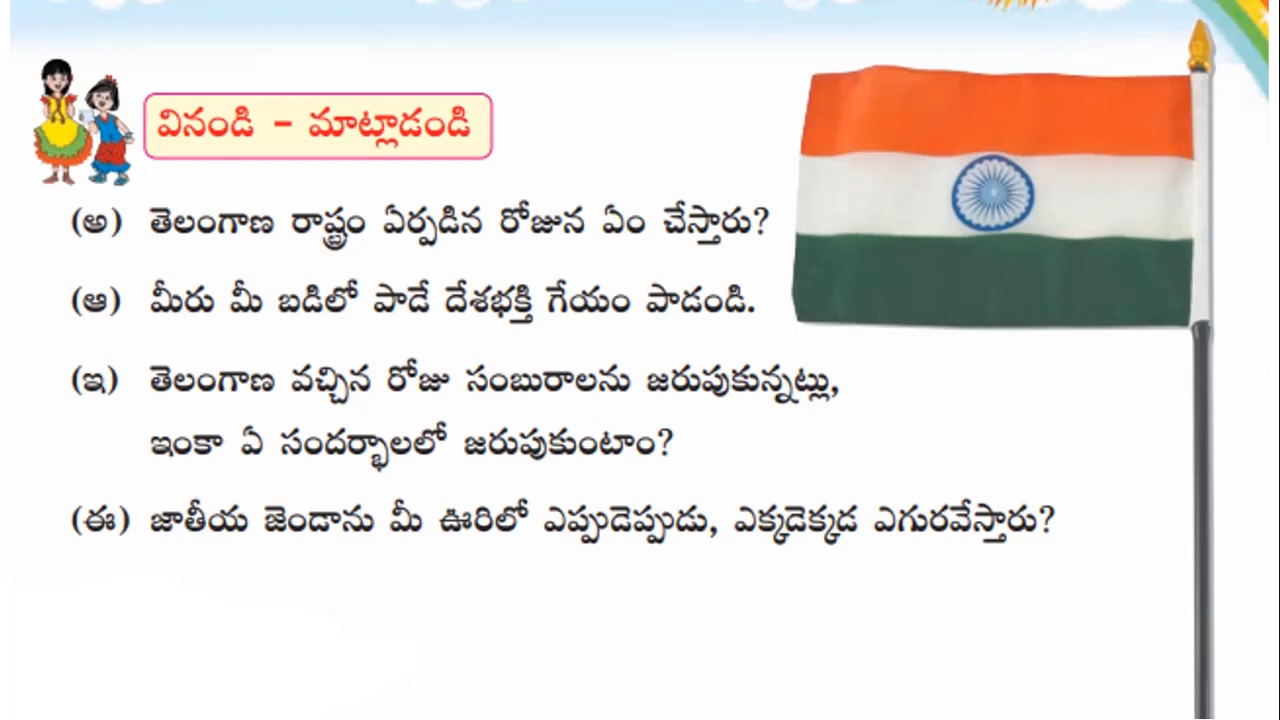 వినండి - మాట్లాడండి
(అ) తెలంగాణ రాష్ట్రం ఏర్పడిన రోజున ఏం చేస్తారు?
(ఆ) మీరు మీ బడిలో పాడే దేశభక్తి గేయం పాడండి.
(ఇ) తెలంగాణ వచ్చిన రోజు సంబురాలను జరుపుకున్నట్లు,
ఇంకా ఏ సందర్భాలలో జరుపుకుంటాం?
(ఈ) జాతీయ జెండాను మీ ఊరిలో ఎప్పుడెప్పుడు, ఎక్కడెక్కడ ఎగురవేస్తారు?